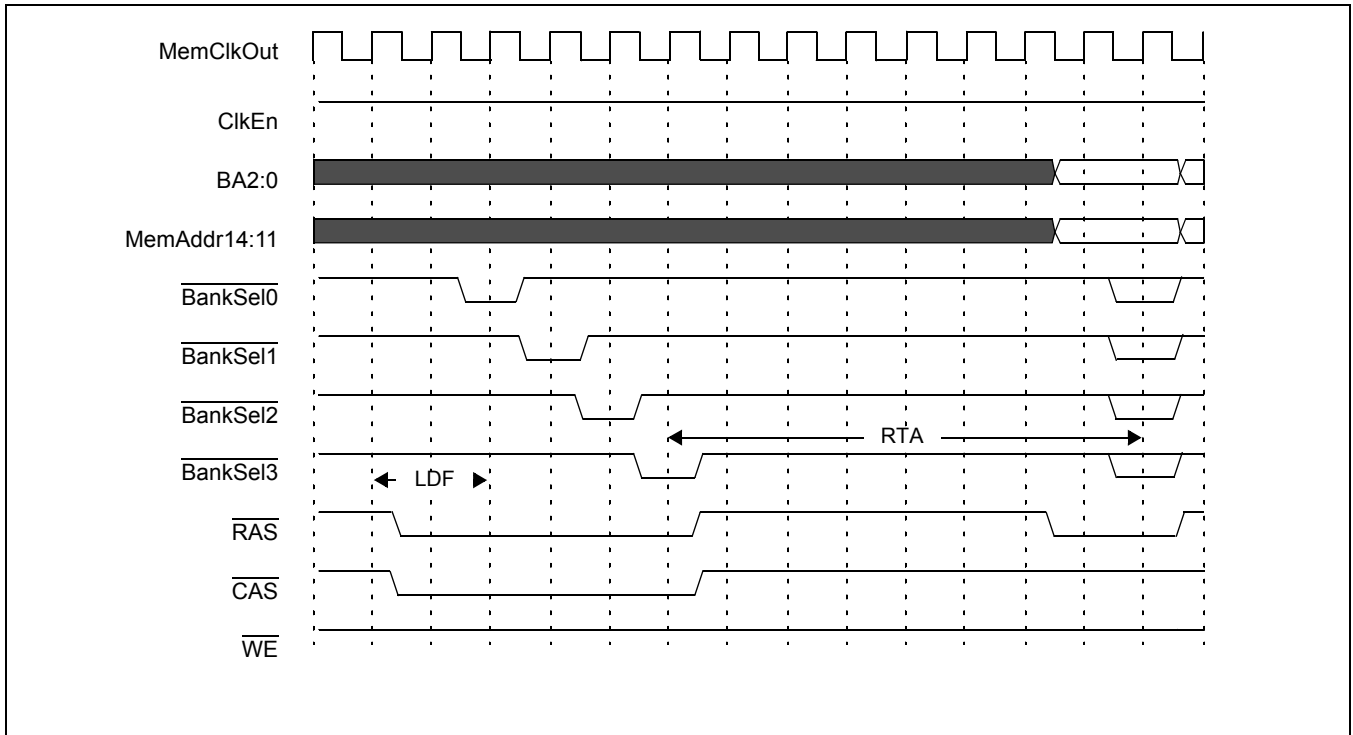 MemClkOut
ClkEn
BA2:0
MemAddr14:11
BankSel0
BankSel1
BankSel2
RTA
BankSel3
LDF
RAS
CAS
WE